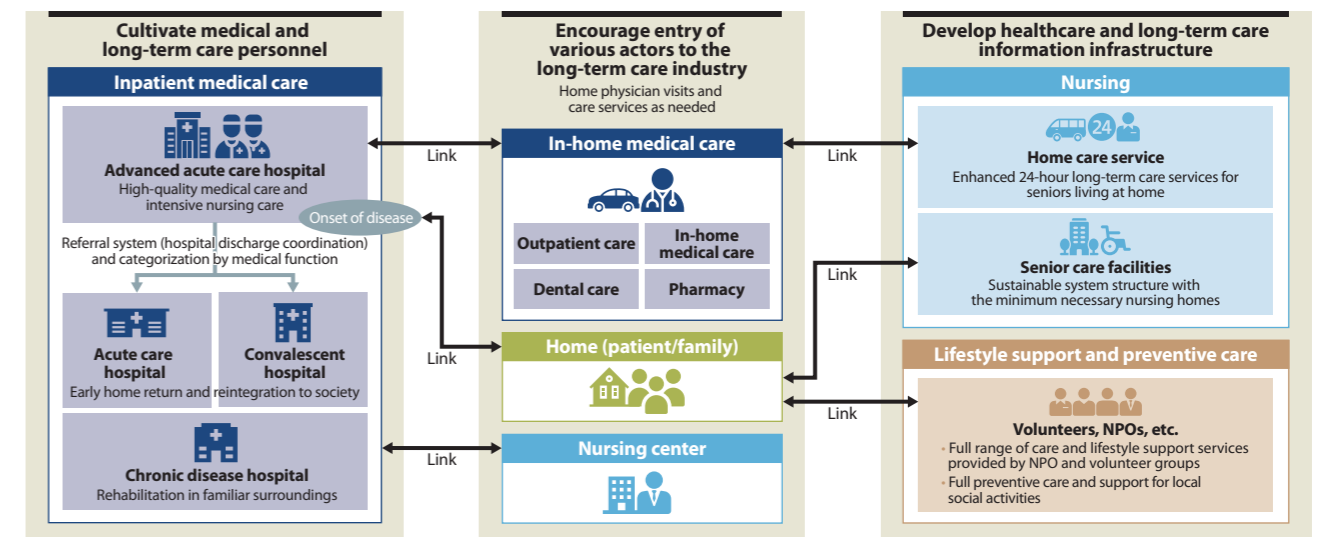 Cultivate medical and
long-term care personnel
Inpatient medical care
Advanced acute care hospital
High-quality medical care and
intensive nursing care
Onset of disease
Referral system (hospital discharge coordination)
and categorization by medical function
Acute care
hospital
Convalescent
hospital
Early home return and reintegration to society
Chronic disease hospital
Rehabilitation in familiar surroundings
Link
Link
Link
Encourage entry of
various actors to the
long-term care industry
Home physician visits and
care services as needed
In-home medical care
Outpatient care
In-home
medical care
Dental care
Pharmacy
Home (patient/family)
Nursing center
Link
Link
Link
Develop healthcare and long-term care
information infrastructure
Nursing
24
Home care service
Enhanced 24-hour long-term care services for
seniors living at home
Senior care facilities
Sustainable system structure with
the minimum necessary nursing homes
Lifestyle support and preventive care
Volunteers, NPOs, etc.
• Full range of care and lifestyle support services
provided by NPO and volunteer groups
• Full preventive care and support for local
social activities